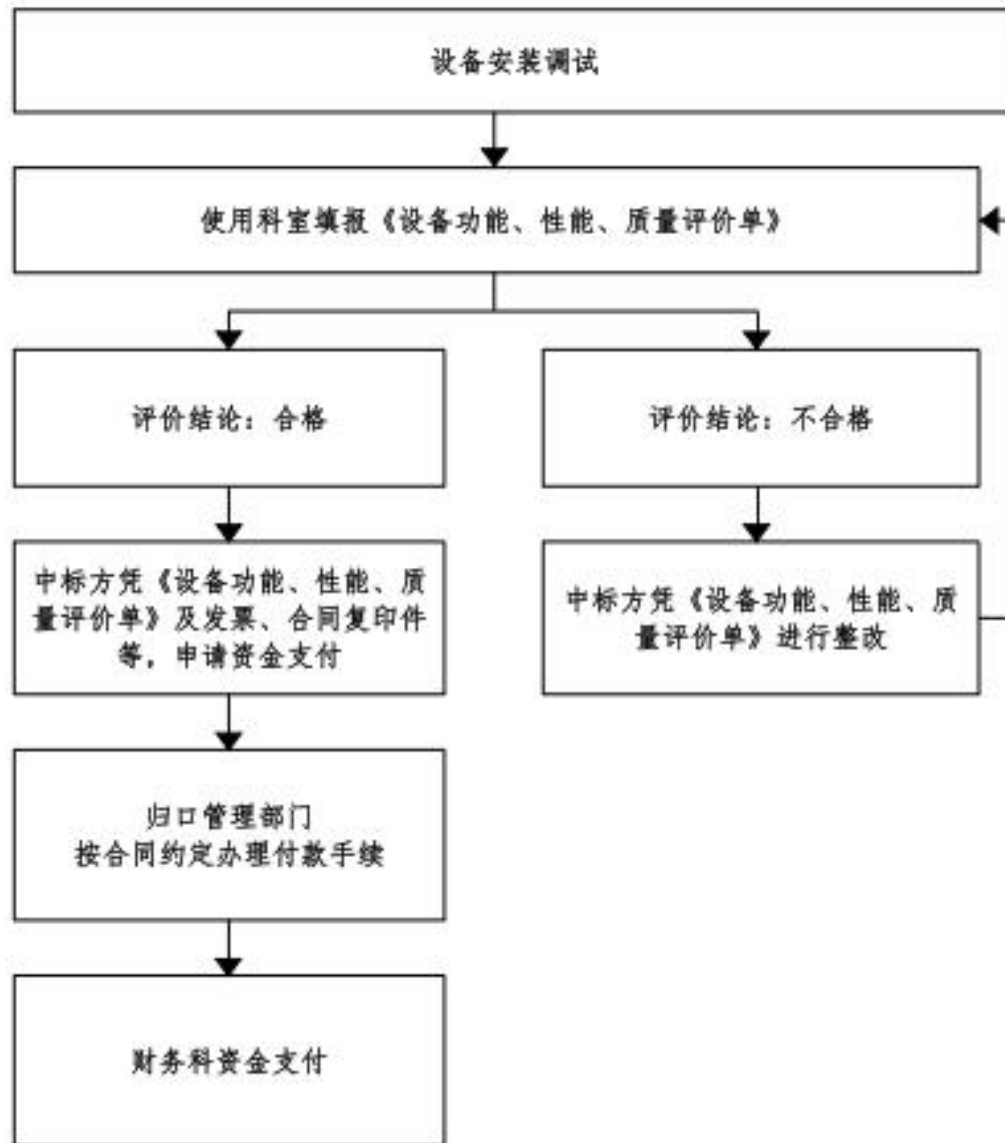 设备安装调试
使用科室填报《设备功能、性能、质量评价单》
评价结论：合格
评价结论：不合格
中标方凭《设备功能、性能、质
量评价单》及发票、合同复印件
等，申请资金支付
中标方凭《设备功能、性能、质
量评价单》进行整改
归口管理部门
按合同约定办理付款手续
财务科资金支付